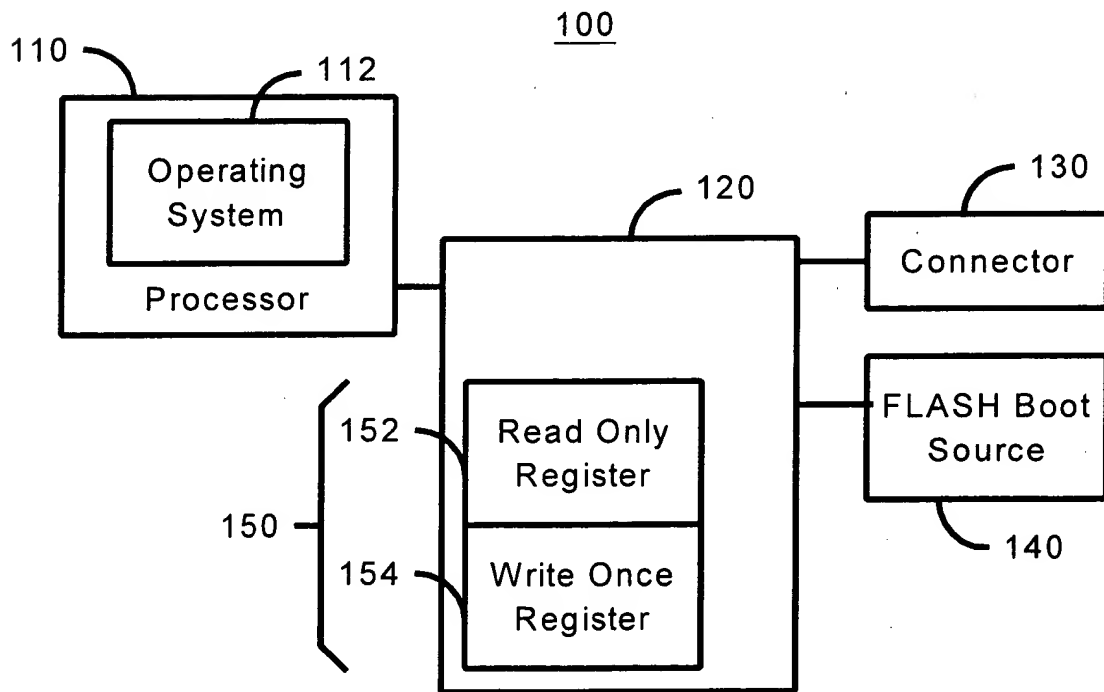 100
110
112
Operating
System
Processor
120
130
Connector
FLASH Boot
Source
140
150
152
Read Only
Register
154
Write Once
Register